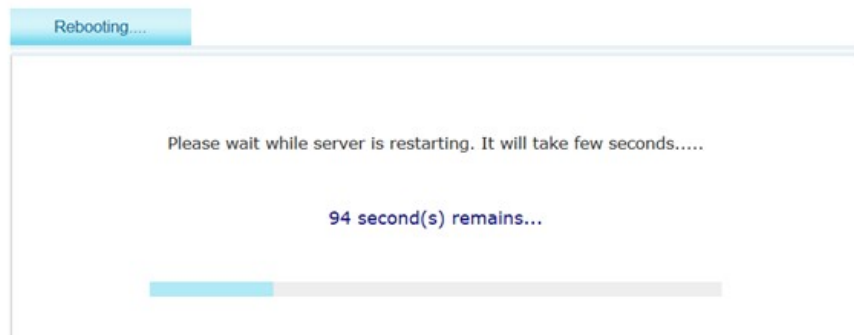 Rebooting....
Please wait while server is restarting. It will take few seconds.....
94 second(s) remains...